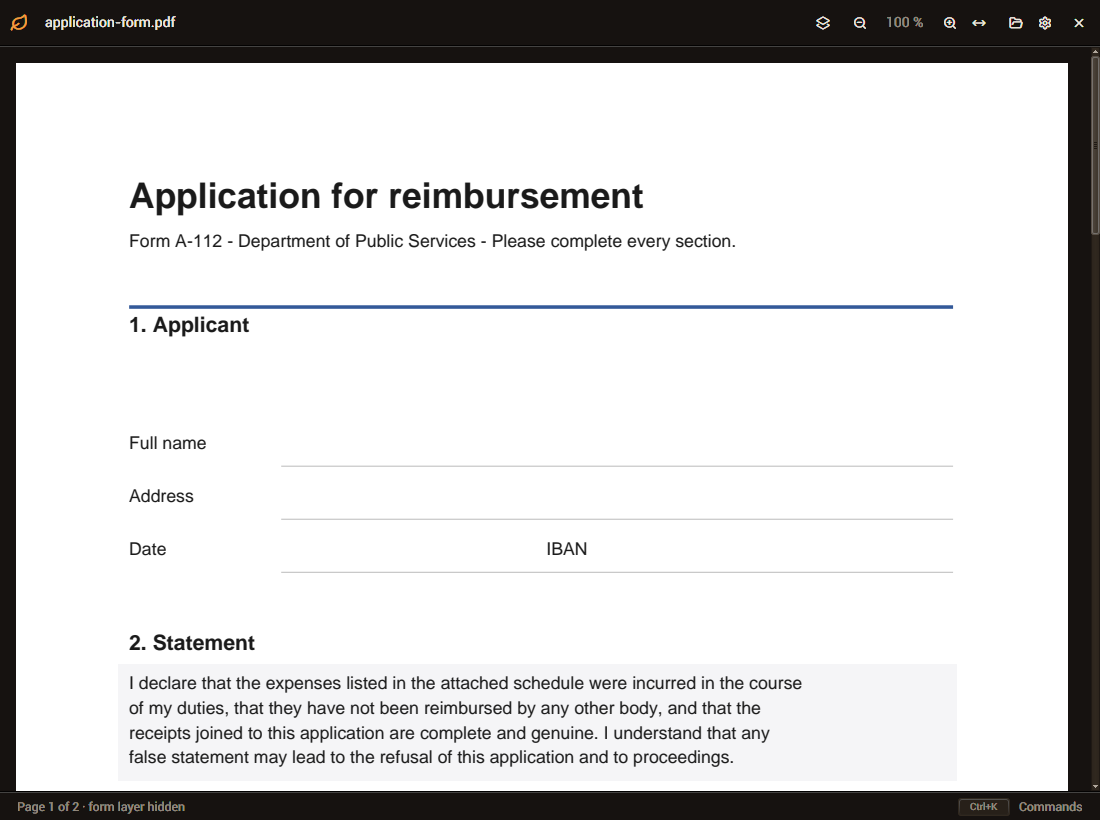 application-form.pdf
100 %
Application for reimbursement
Form A-112 - Department of Public Services - Please complete every section.
1. Applicant
Full name
Address
Date IBAN
2. Statement
I declare that the expenses listed in the attached schedule were incurred in the course
of my duties, that they have not been reimbursed by any other body, and that the
receipts joined to this application are complete and genuine. I understand that any
false statement may lead to the refusal of this application and to proceedings.
Page 1 of 2 · form layer hidden
Ctrl+K Commands